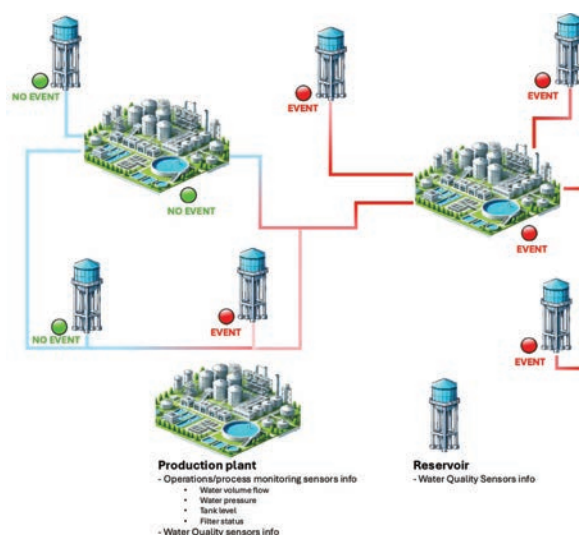 NO EVENT
EVENT
EVENT
NO EVENT
EVENT
NO EVENT
EVENT
EVENT
Production plant
- Operations/process monitoring sensors info
• Water volume flow
• Water pressure
• Tank level
• Filter status
- Water Quality sensors info
Reservoir
- Water Quality Sensors info